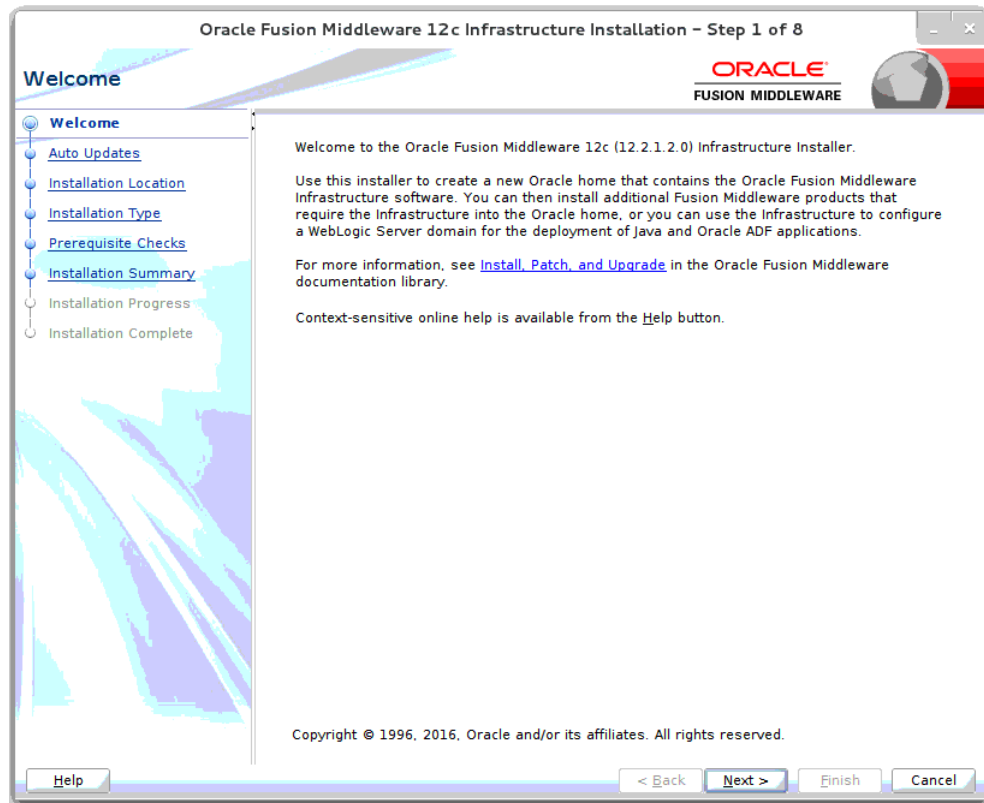 Oracle Fusion Middleware 12c Infrastructure Installation – Step 1 of 8
Welcome
ORACLE
FUSION MIDDLEWARE
Welcome
Auto Updates
Installation Location
Installation Type
Prerequisite Checks
Installation Summary
Installation Progress
Installation Complete
Welcome to the Oracle Fusion Middleware 12c (12.2.1.2.0) Infrastructure Installer.
Use this installer to create a new Oracle home that contains the Oracle Fusion Middleware
Infrastructure software. You can then install additional Fusion Middleware products that
require the Infrastructure into the Oracle home, or you can use the Infrastructure to configure
a WebLogic Server domain for the deployment of Java and Oracle ADF applications.
For more information, see Install, Patch, and Upgrade in the Oracle Fusion Middleware
documentation library.
Context-sensitive online help is available from the Help button.
Copyright © 1996, 2016, Oracle and/or its affiliates. All rights reserved.
Help
< Back
Next >
Finish
Cancel